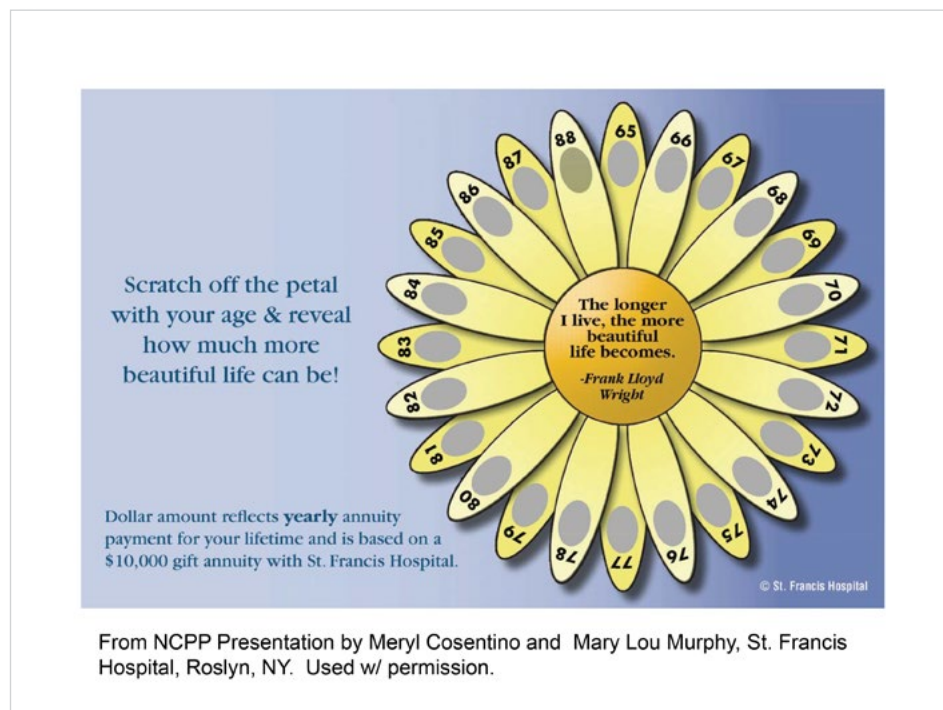 Scratch off the petal
with your age & reveal
how much more
beautiful life can be!
Dollar amount reflects yearly annuity
payment for your lifetime and is based on a
$10,000 gift annuity with St. Francis Hospital.
65
66
67
68
69
70
71
72
73
74
75
76
77
78
79
80
81
82
83
84
85
86
87
88
The longer
I live, the more
beautiful
life becomes.
-Frank Lloyd
Wright
© St. Francis Hospital
From NCPP Presentation by Meryl Cosentino and Mary Lou Murphy, St. Francis
Hospital, Roslyn, NY. Used w/ permission.